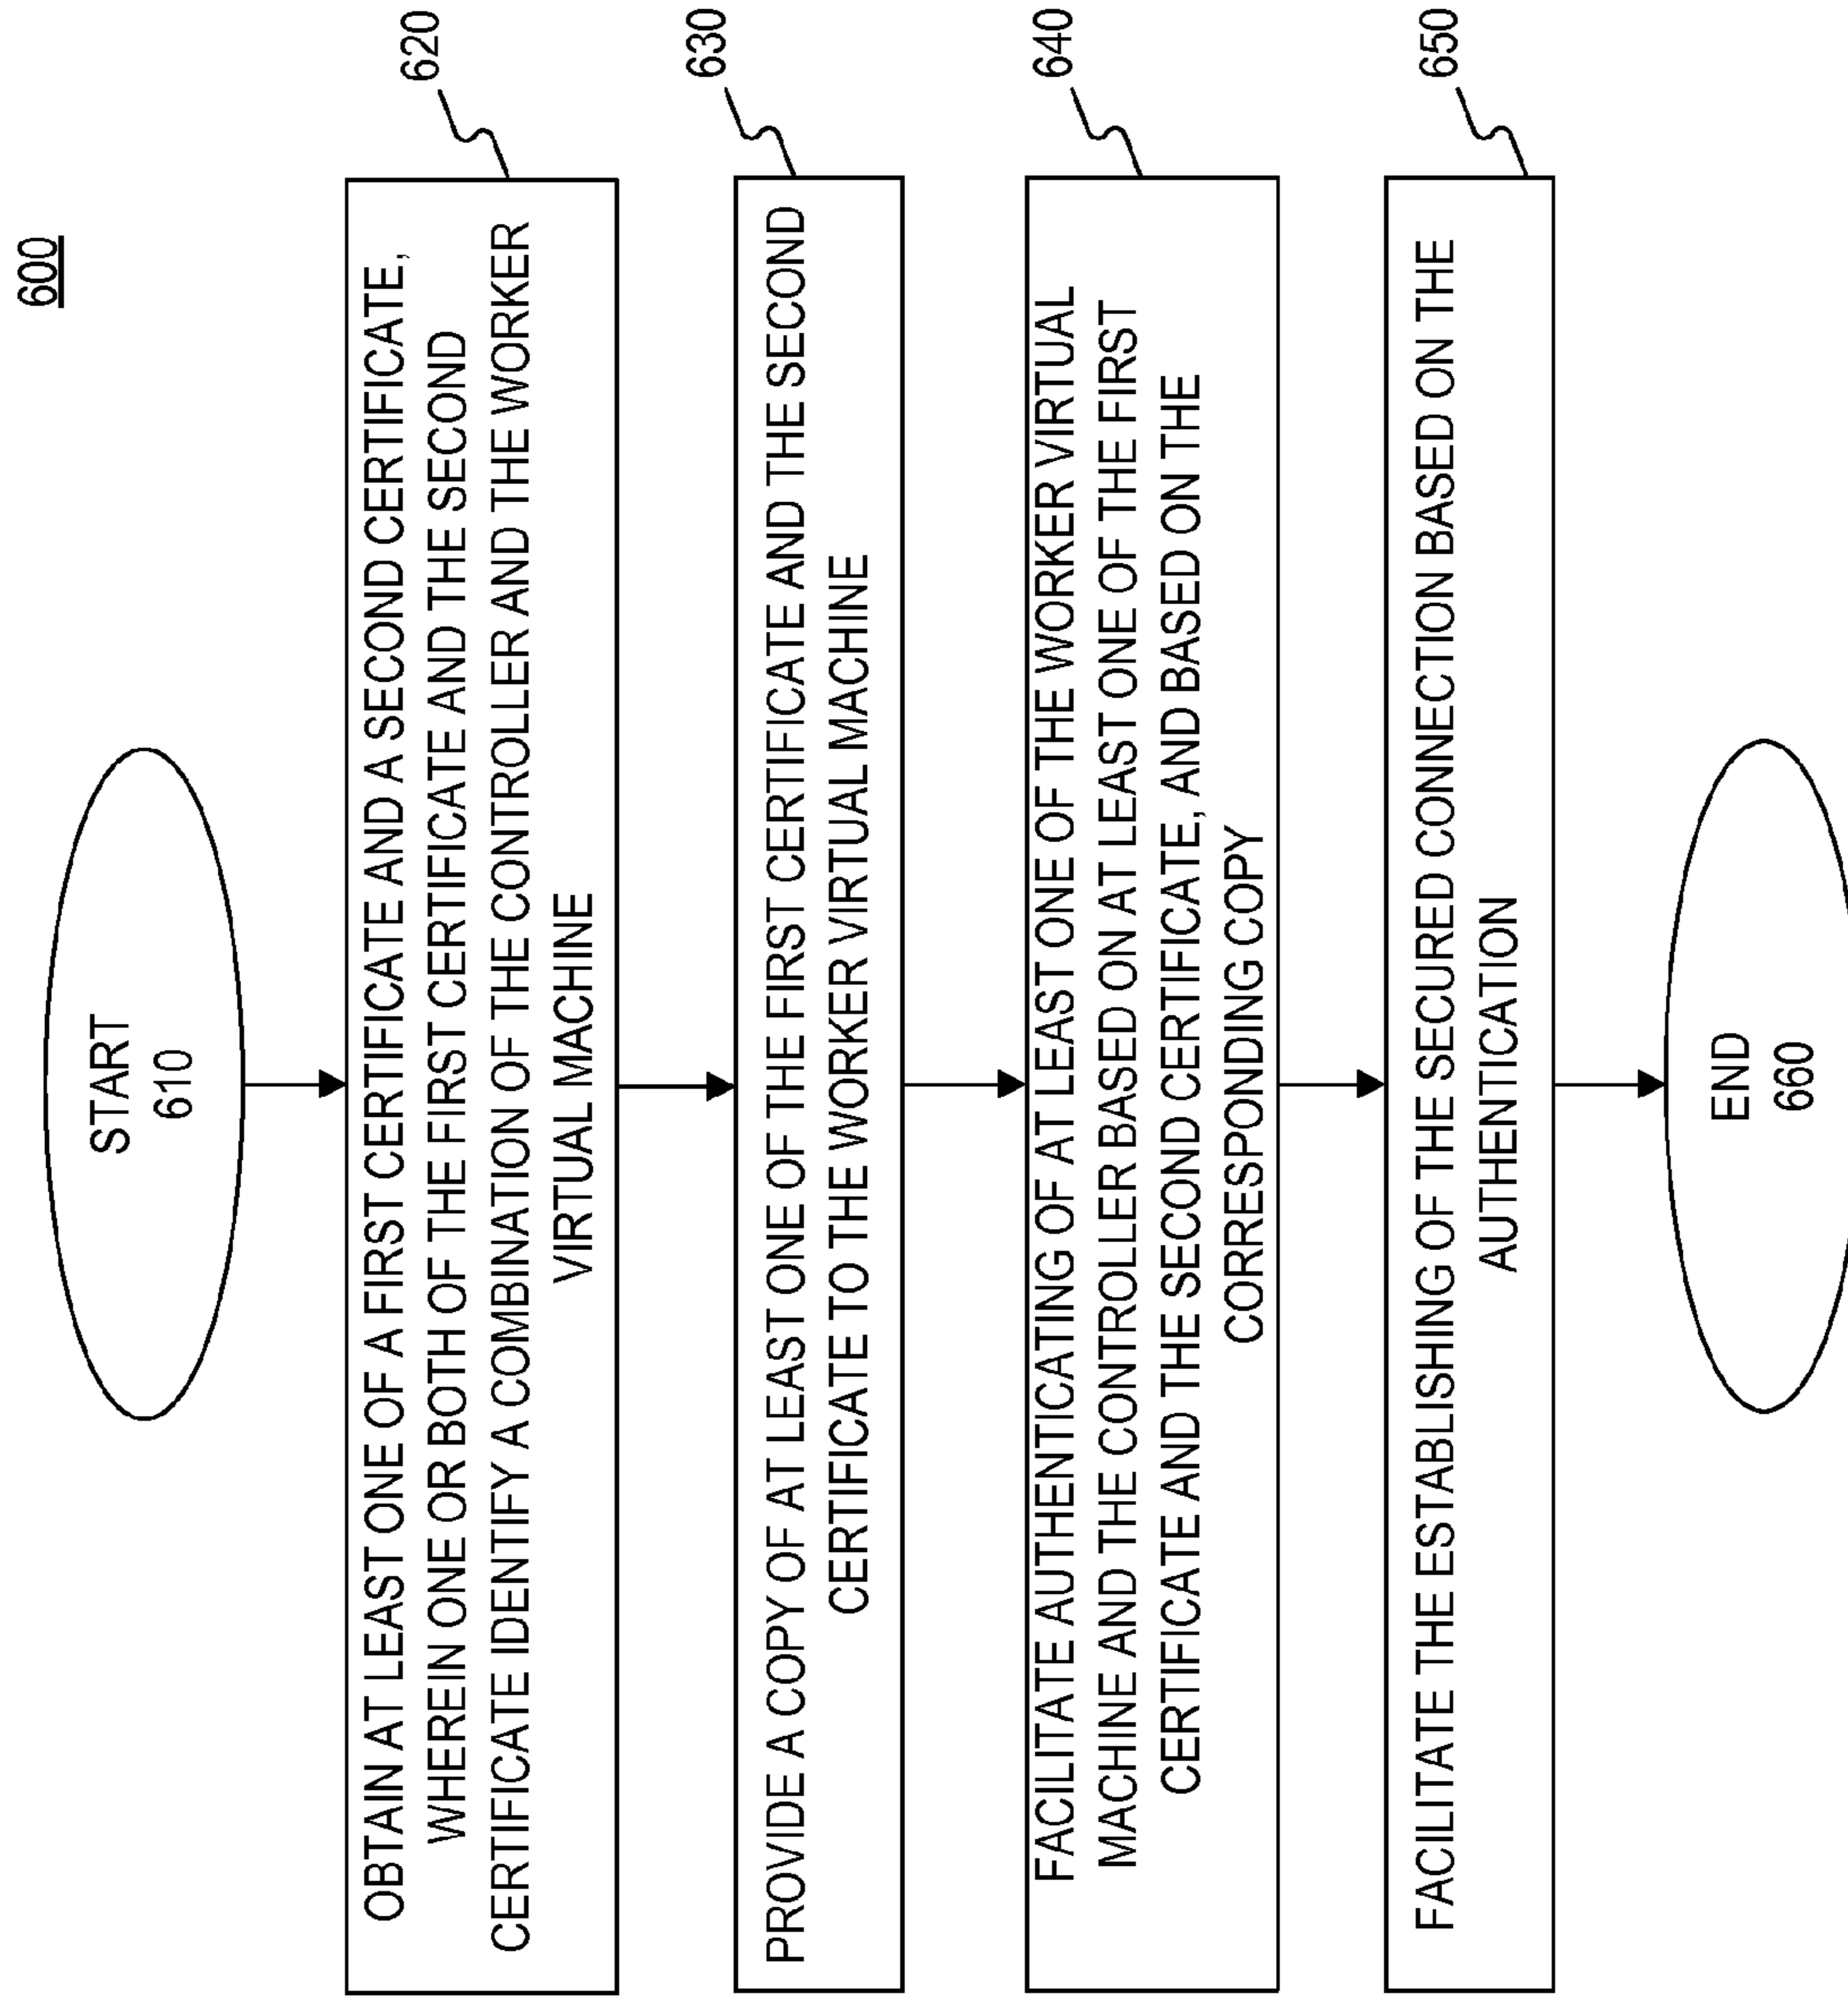 600
START
610
OBTAIN AT LEAST ONE OF A FIRST CERTIFICATE AND A SECOND CERTIFICATE,
WHEREIN ONE OR BOTH OF THE FIRST CERTIFICATE AND THE SECOND
CERTIFICATE IDENTIFY A COMBINATION OF THE CONTROLLER AND THE WORKER
VIRTUAL MACHINE
620
PROVIDE A COPY OF AT LEAST ONE OF THE FIRST CERTIFICATE AND THE SECOND
CERTIFICATE TO THE WORKER VIRTUAL MACHINE
630
FACILITATE AUTHENTICATING OF AT LEAST ONE OF THE WORKER VIRTUAL
MACHINE AND THE CONTROLLER BASED ON AT LEAST ONE OF THE FIRST
CERTIFICATE AND THE SECOND CERTIFICATE, AND BASED ON THE
CORRESPONDING COPY
640
FACILITATE THE ESTABLISHING OF THE SECURED CONNECTION BASED ON THE
AUTHENTICATION
650
END
660